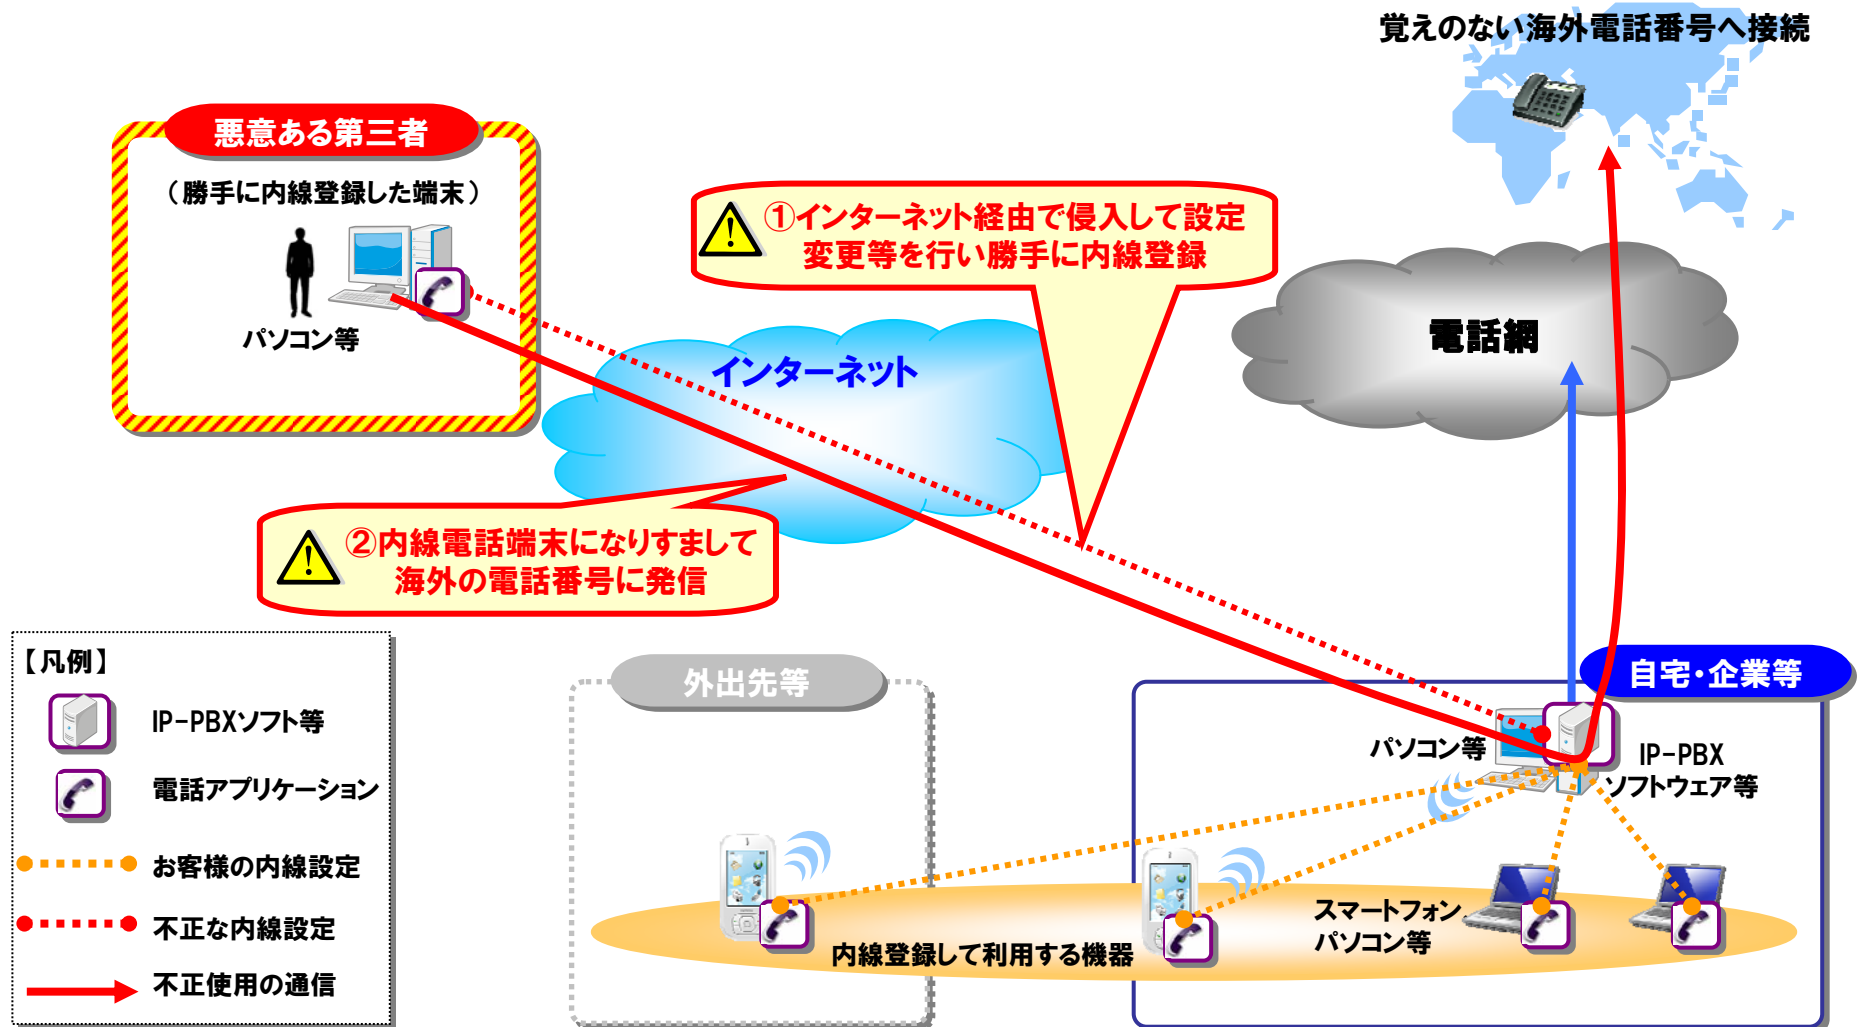 覚えのない海外電話番号へ接続
悪意ある第三者
（勝手に内線登録した端末）
パソコン等
①インターネット経由で侵入して設定
変更等を行い勝手に内線登録
電話網
インターネット
②内線電話端末になりすまして
海外の電話番号に発信
【凡例】
IP-PBXソフト等
電話アプリケーション
お客様の内線設定
不正な内線設定
不正使用の通信
外出先等
自宅・企業等
パソコン等
IP-PBX
ソフトウェア等
スマートフォン
パソコン等
内線登録して利用する機器